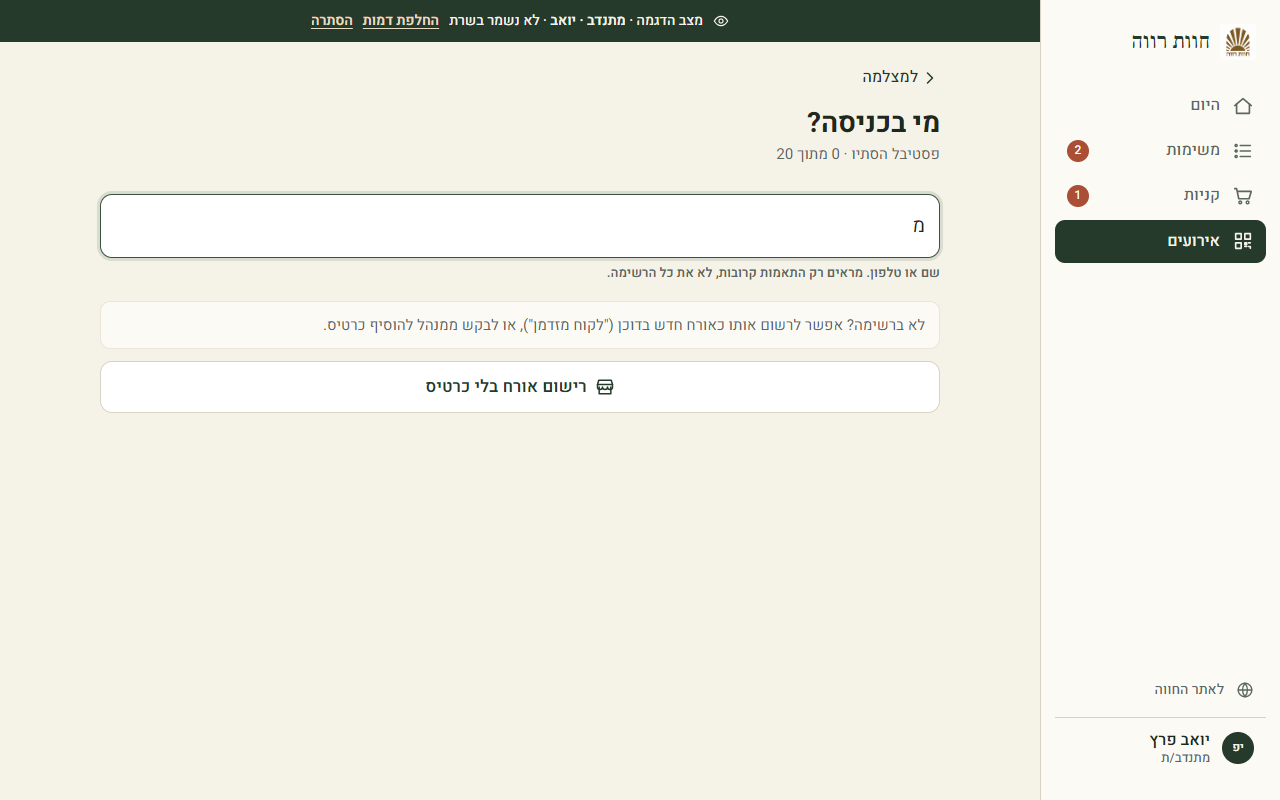 חוות רווה
היום
משימות 2
קניות 1
אירועים
לאתר החווה
יפ
יואב פרץ
מתנדב/ת
מצב הדגמה · מתנדב · יואב · לא נשמר בשרת החלפת דמות הסתרה
למצלמה
מי בכניסה?
פסטיבל הסתיו · 0 מתוך 20
מ
שם או טלפון. מראים רק התאמות קרובות, לא את כל הרשימה.
לא ברשימה? אפשר לרשום אותו כאורח חדש בדוכן ("לקוח מזדמן"), או לבקש ממנהל להוסיף כרטיס.
רישום אורח בלי כרטיס